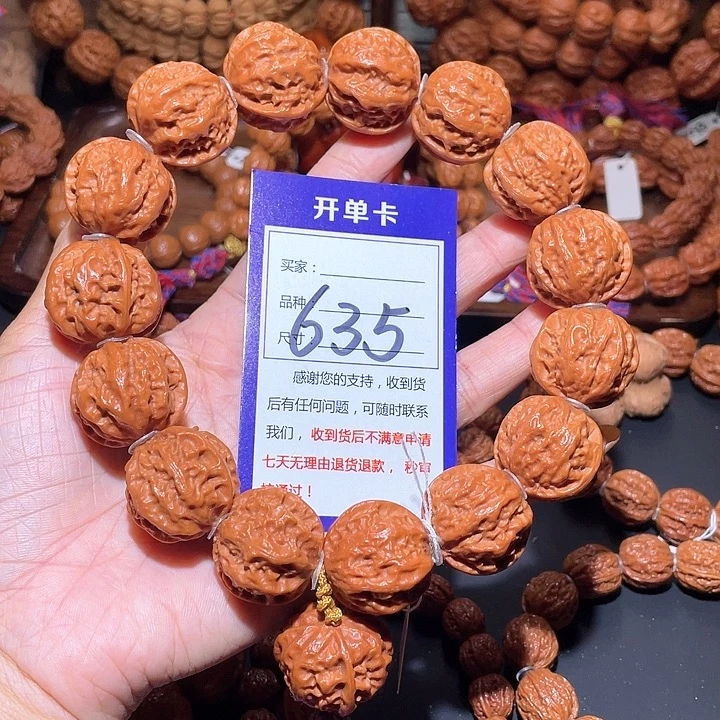 开单卡
买家：
品种：
635
尺寸
感谢您的支持，收到货
后有任何问题，可随时联系
我们，收到货后不满意申请
七天无理由退货退款，秒审
核通过！